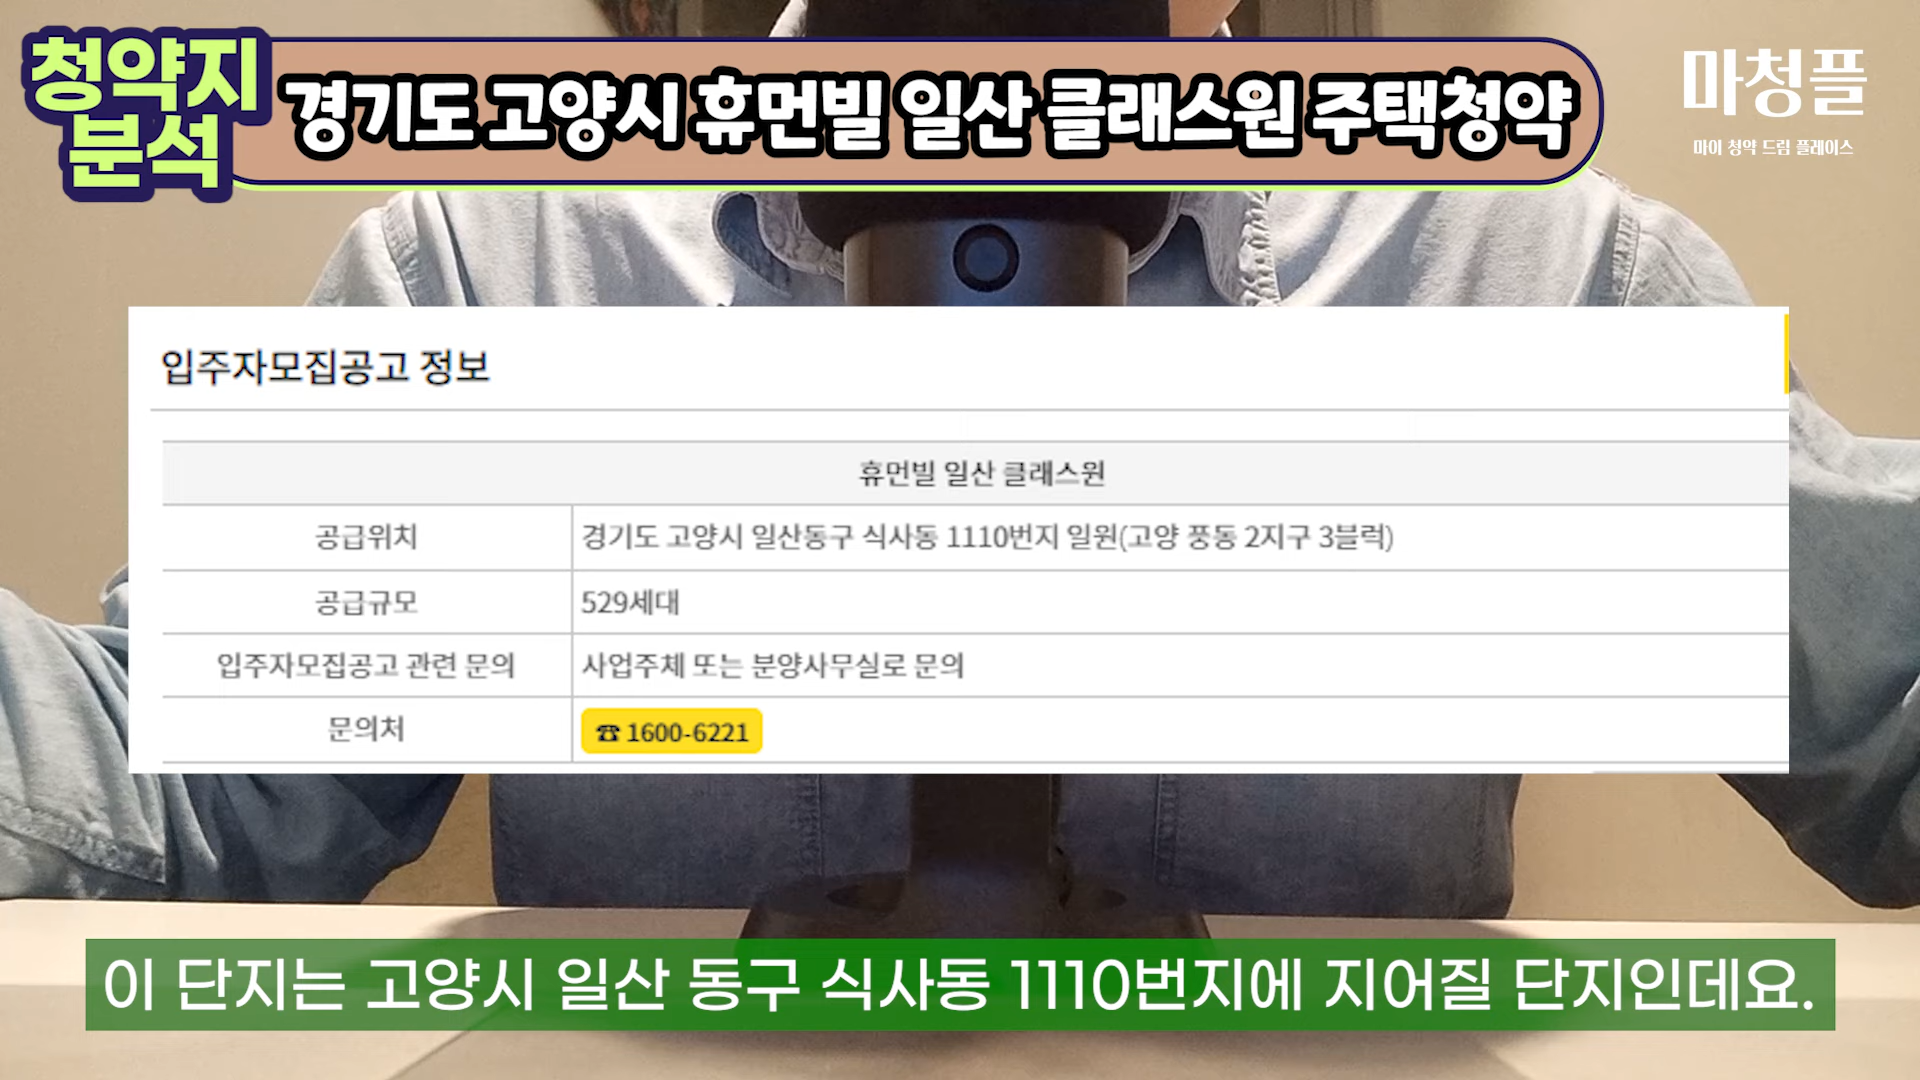 청약지
분석
경기도 고양시 휴먼빌 일산 클래스원 주택청약
마청플
마이 청약 드림 플레이스
입주자모집공고 정보
휴먼빌 일산 클래스원
공급위치
경기도 고양시 일산동구 식사동 1110번지 일원(고양 풍동 2지구 3블럭)
공급규모
529세대
입주자모집공고 관련 문의
사업주체 또는 분양사무실로 문의
문의처
☎ 1600-6221
이 단지는 고양시 일산 동구 식사동 1110번지에 지어질 단지인데요.